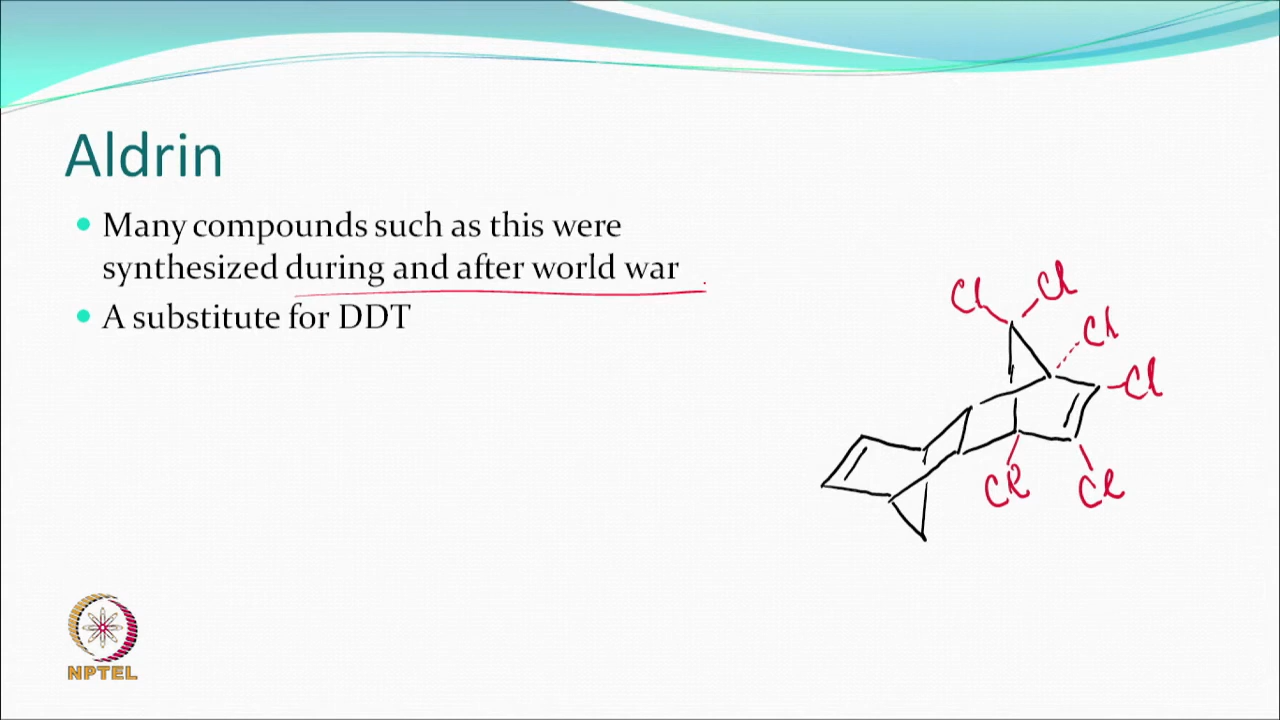 Aldrin
Many compounds such as this were
synthesized during and after world war
A substitute for DDT
Cl Cl
Cl
Cl
Cl Cl
NPTEL